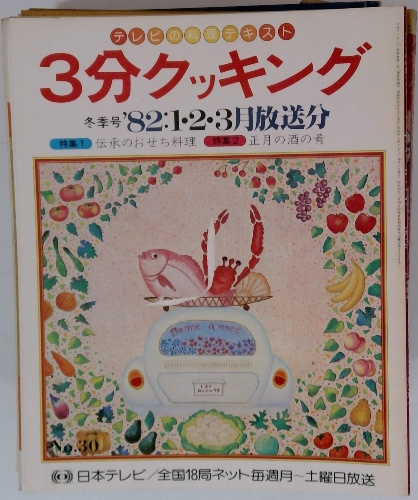 テレビの料理テキスト
3分クッキング
冬季号 '82:1・2・3月放送分
特集1 伝承のおせち料理 特集2 正月の酒の肴
Bonne année
No.30
日本テレビ/全国18局ネット毎週月~土曜日放送